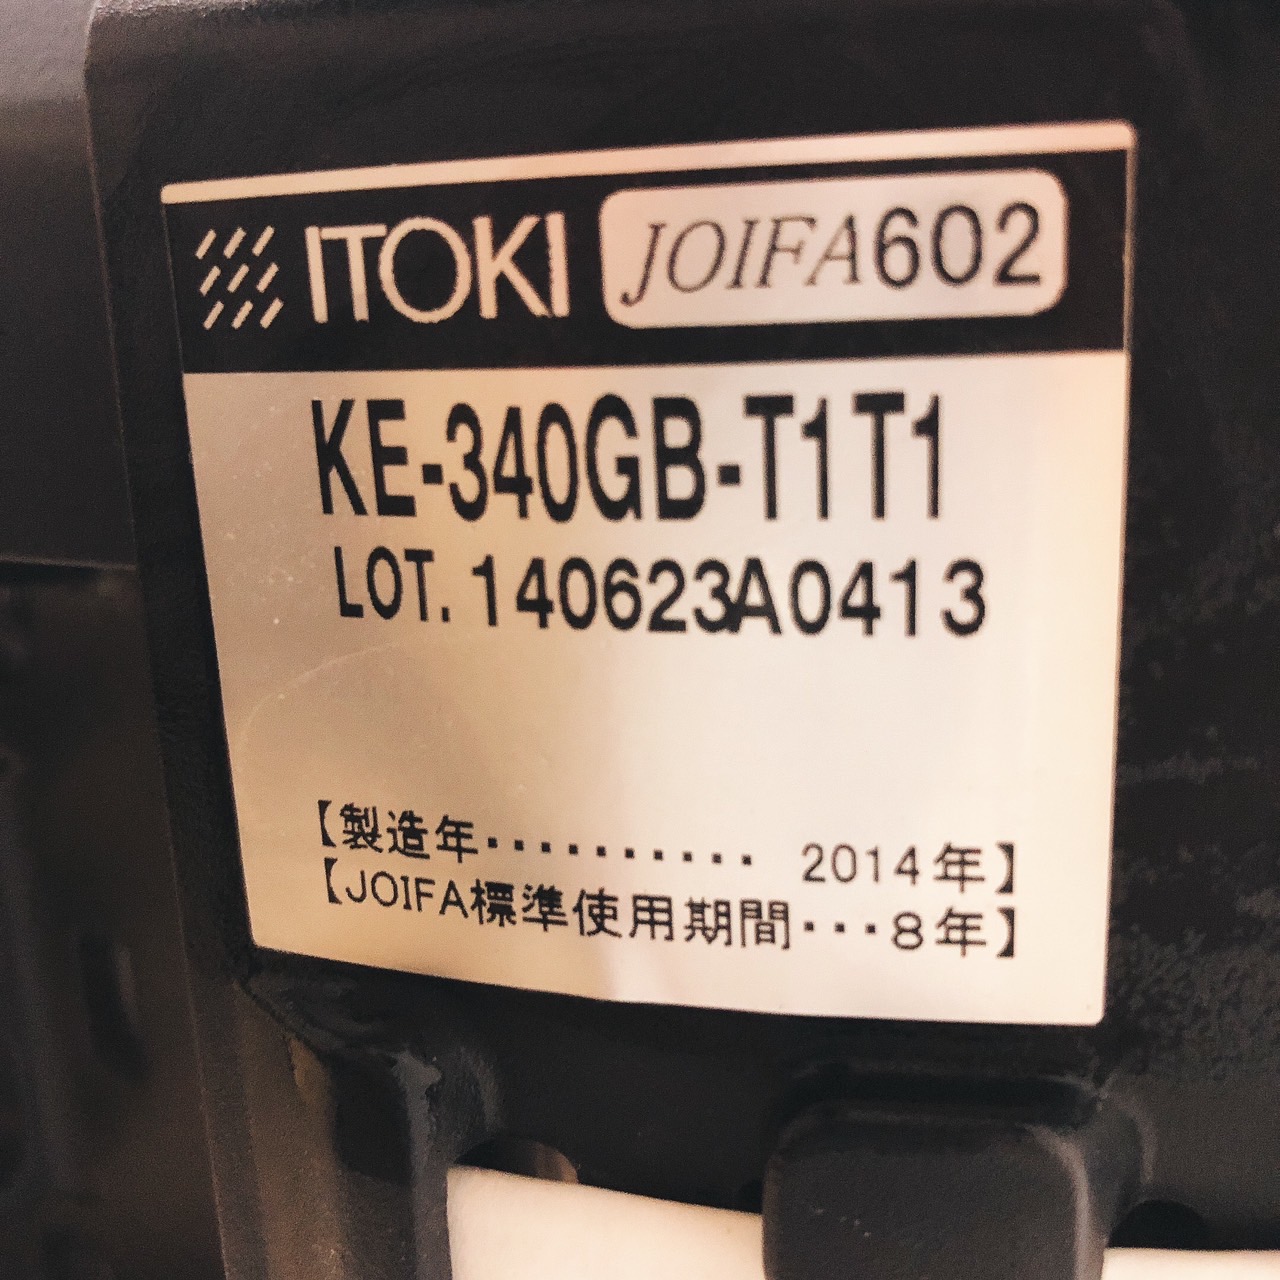 ITOKI JOIFA602
KE-340GB-T1T1
LOT. 140623A0413
【製造年・・・・・・・・・・ 2014年】
【JOIFA標準使用期間・・・8年】